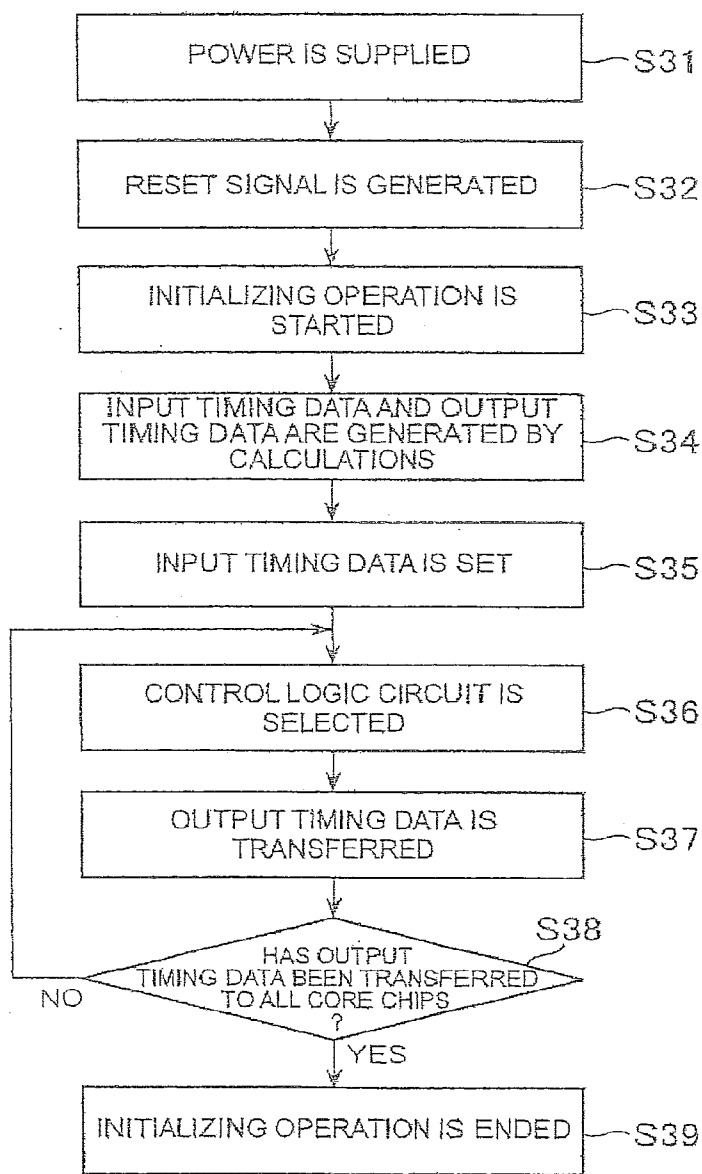 POWER IS SUPPLIED
S31
RESET SIGNAL IS GENERATED
S32
INITIALIZING OPERATION IS
STARTED
S33
INPUT TIMING DATA AND OUTPUT
TIMING DATA ARE GENERATED BY
CALCULATIONS
S34
INPUT TIMING DATA IS SET
S35
CONTROL LOGIC CIRCUIT IS
SELECTED
S36
OUTPUT TIMING DATA IS
TRANSFERRED
S37
S38
HAS OUTPUT
TIMING DATA BEEN TRANSFERRED
TO ALL CORE CHIPS
?
NO
YES
INITIALIZING OPERATION IS ENDED
S39